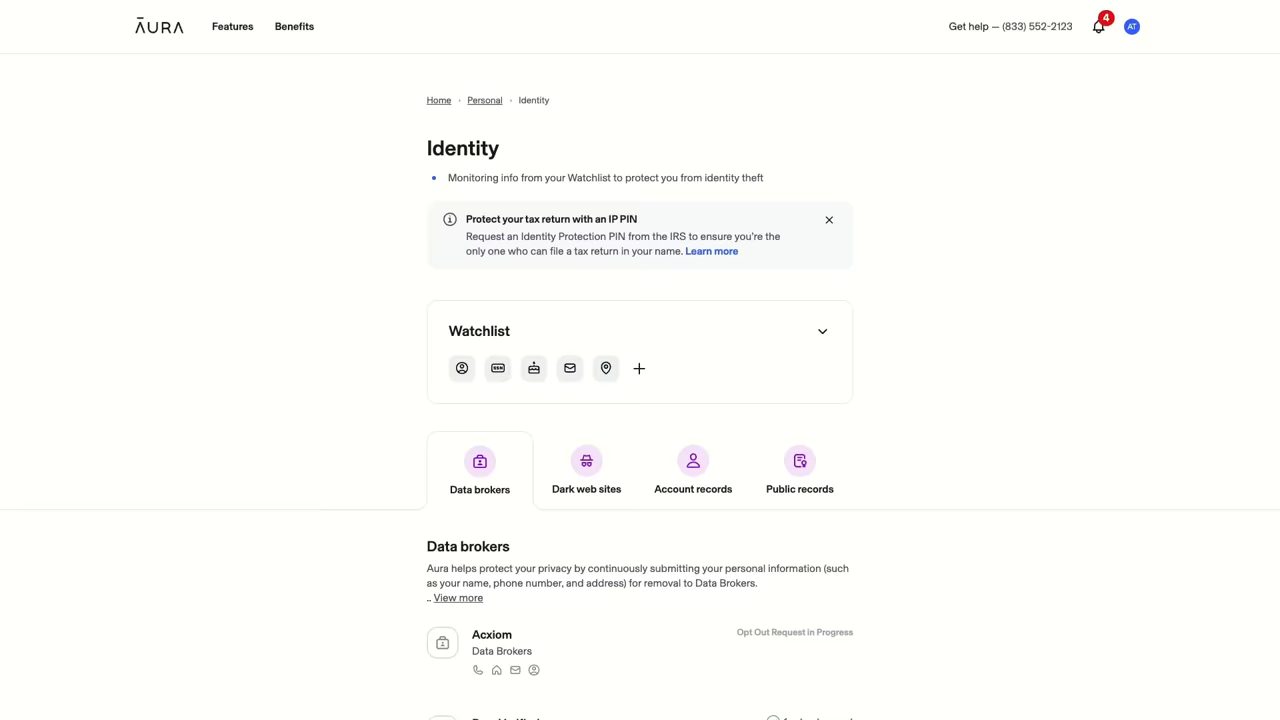 AURA
Features
Benefits
Get help — (833) 552-2123
4
AT
Home
Personal
Identity
Identity
Monitoring info from your Watchlist to protect you from identity theft
Protect your tax return with an IP PIN
Request an Identity Protection PIN from the IRS to ensure you're the
only one who can file a tax return in your name. Learn more
Watchlist
SSN
Data brokers
Dark web sites
Account records
Public records
Data brokers
Aura helps protect your privacy by continuously submitting your personal information (such
as your name, phone number, and address) for removal to Data Brokers.
.. View more
Acxiom
Opt Out Request in Progress
Data Brokers